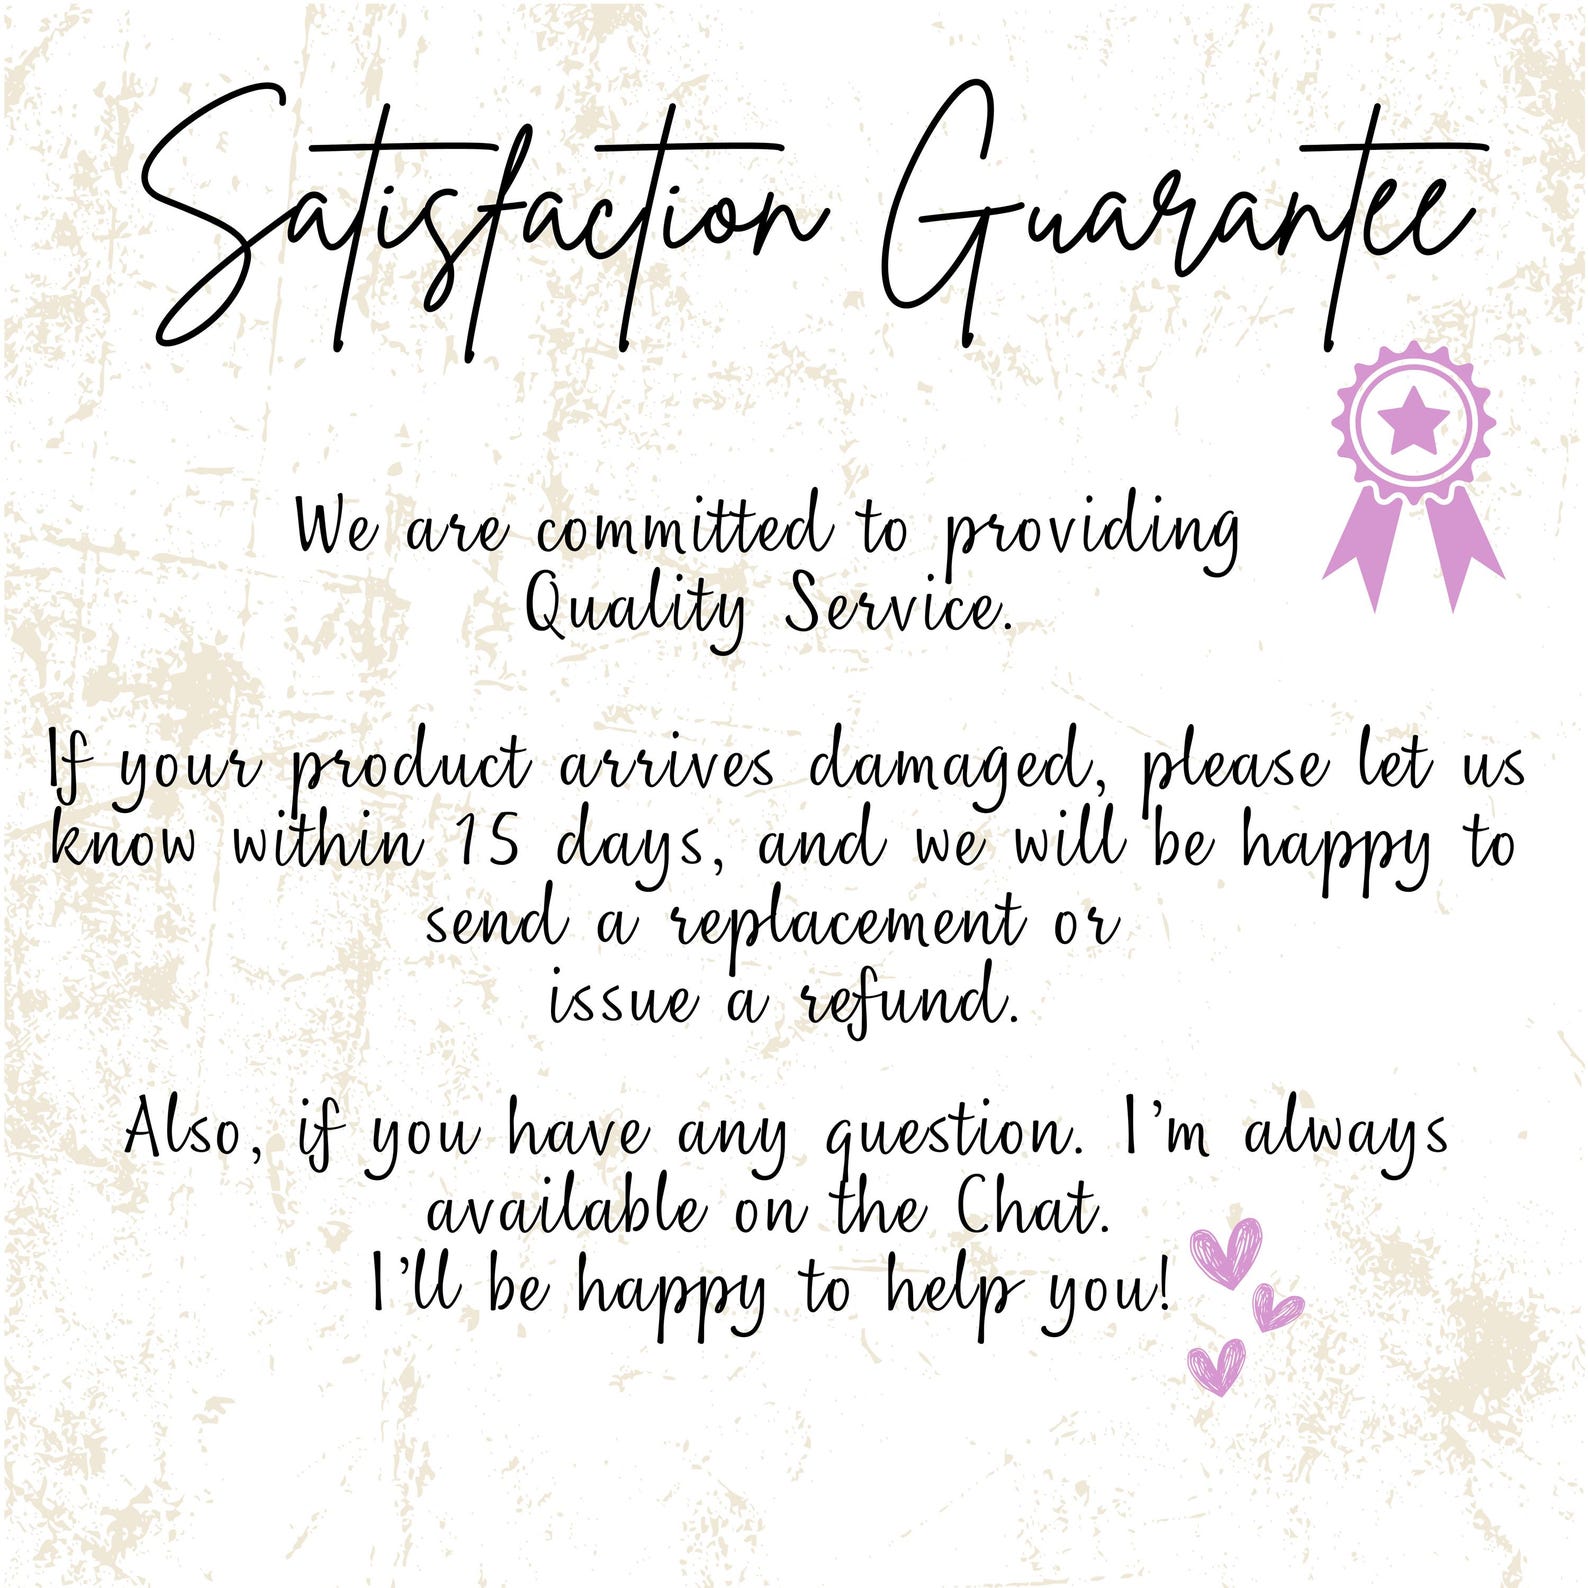 Satisfaction Guarantee
We are committed to providing
Quality Service.
If your product arrives damaged, please let us
know within 15 days, and we will be happy to
send a replacement or
issue a refund.
Also, if you have any question. I'm always
available on the Chat.
I'll be happy to help you!